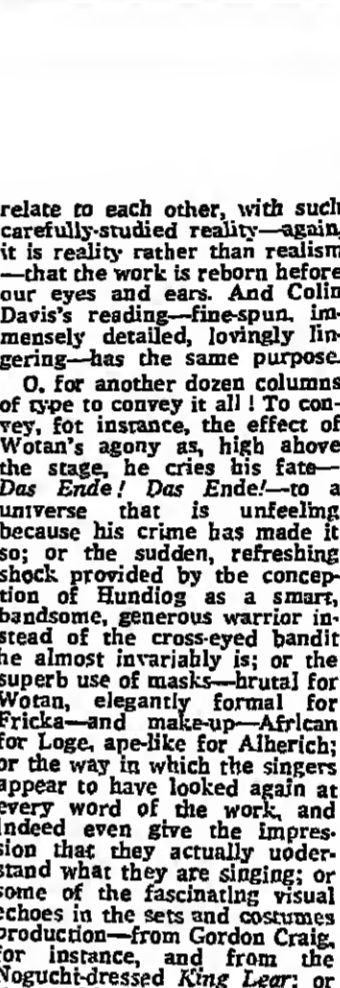 relate to each other, with such
carefully-studied reality—again,
it is reality rather than realism
—that the work is reborn before
our eyes and ears. And Colin
Davis's reading—fine-spun, im-
mensely detailed, lovingly lin-
gering—has the same purpose.
O, for another dozen columns
of type to convey it all ! To con-
vey, for instance, the effect of
Wotan's agony as, high above
the stage, he cries his fate—
Das Ende! Das Ende!—to a
universe that is unfeeling
because his crime has made it
so; or the sudden, refreshing
shock provided by the concep-
tion of Hunding as a smart,
handsome, generous warrior in-
stead of the cross-eyed bandit
he almost invariably is; or the
superb use of masks—brutal for
Wotan, elegantly formal for
Fricka—and make-up—African
for Loge, ape-like for Alberich;
or the way in which the singers
appear to have looked again at
every word of the work, and
indeed even give the impres-
sion that they actually under-
stand what they are singing; or
some of the fascinating visual
echoes in the sets and costumes
production—from Gordon Craig,
for instance, and from the
Noguchi-dressed King Lear; or